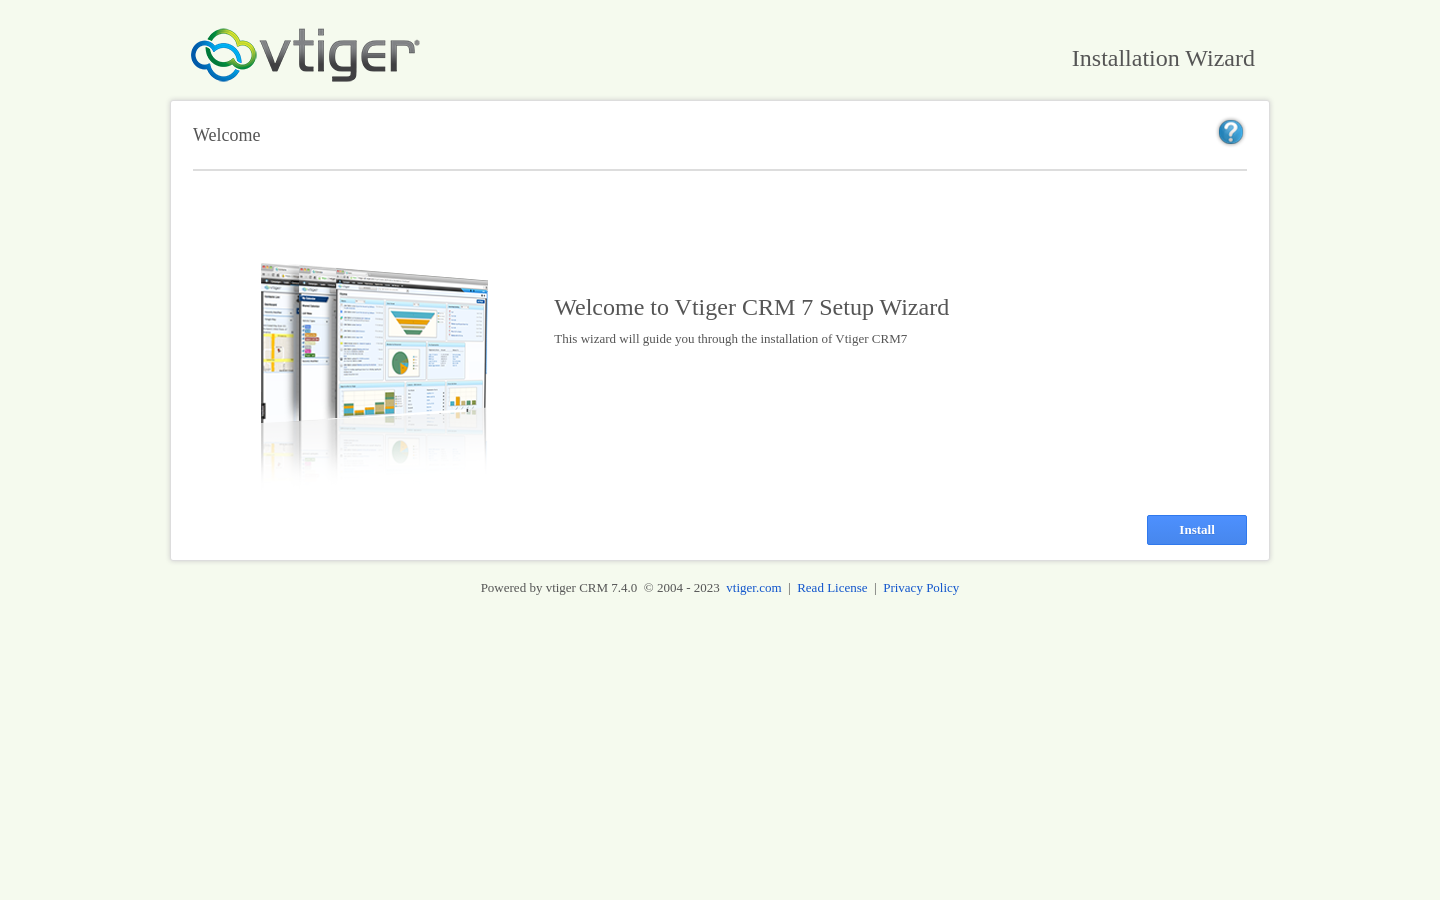 vtiger
Installation Wizard
Welcome
Welcome to Vtiger CRM 7 Setup Wizard
This wizard will guide you through the installation of Vtiger CRM7
Install
Powered by vtiger CRM 7.4.0 © 2004 - 2023 vtiger.com | Read License | Privacy Policy